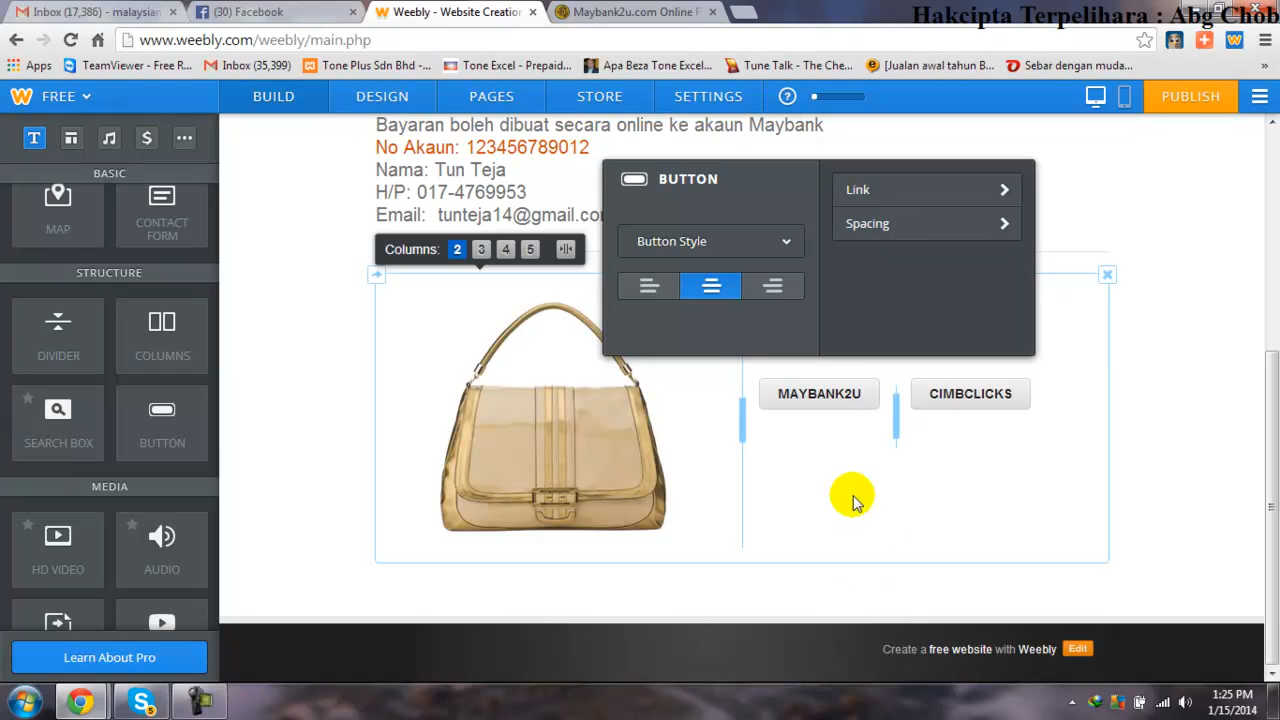 Inbox (17,386) - malaysian
(30) Facebook
Weebly - Website Creation
Maybank2u.com Online F
Hakcipta Terpelihara : Abg Chob
www.weebly.com/weebly/main.php
Apps
TeamViewer - Free R...
Inbox (35,399)
Tone Plus Sdn Bhd -...
Tone Excel - Prepaid...
Apa Beza Tone Excel...
Tune Talk - The Che...
[Jualan awal tahun B...
Sebar dengan muda...
»
FREE
BUILD
DESIGN
PAGES
STORE
SETTINGS
?
PUBLISH
T
$
BASIC
MAP
CONTACT
FORM
STRUCTURE
DIVIDER
COLUMNS
SEARCH BOX
BUTTON
MEDIA
HD VIDEO
AUDIO
Learn About Pro
Bayaran boleh dibuat secara online ke akaun Maybank
No Akaun: 123456789012
Nama: Tun Teja
H/P: 017-4769953
Email: tunteja14@gmail.co
Columns: 2 3 4 5
BUTTON
Button Style
Link
Spacing
MAYBANK2U
CIMBCLICKS
Create a free website with Weebly
Edit
1:25 PM
1/15/2014